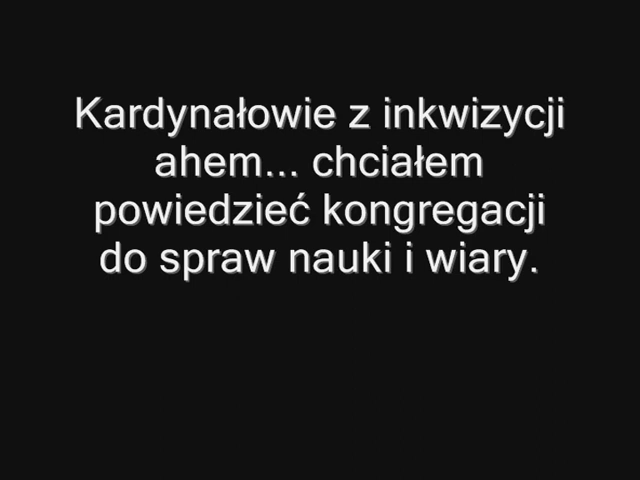 Kardynałowie z inkwizycji
ahem... chciałem
powiedzieć kongregacji
do spraw nauki i wiary.